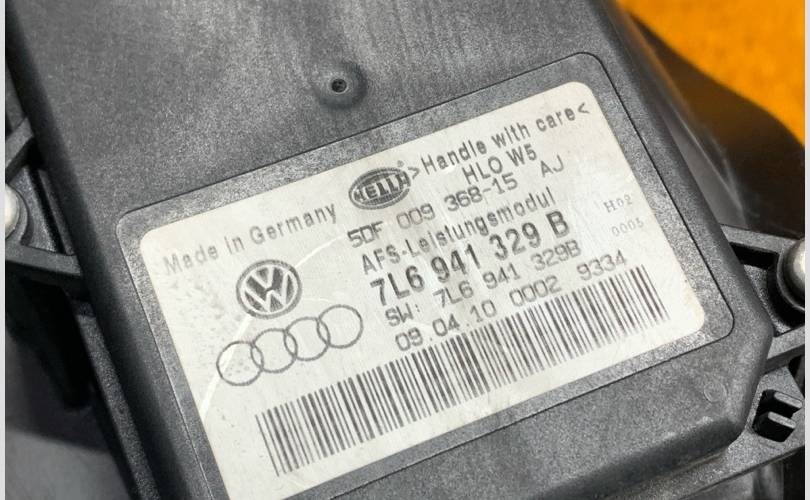 Made in Germany
HELLA
®
>Handle with care<
HLO W5
5DF 009 368-15 AJ
AFS-Leistungsmodul
7L6 941 329 B
H02
SW: 7L6 941 329B
0005
09.04.10 0002 9334